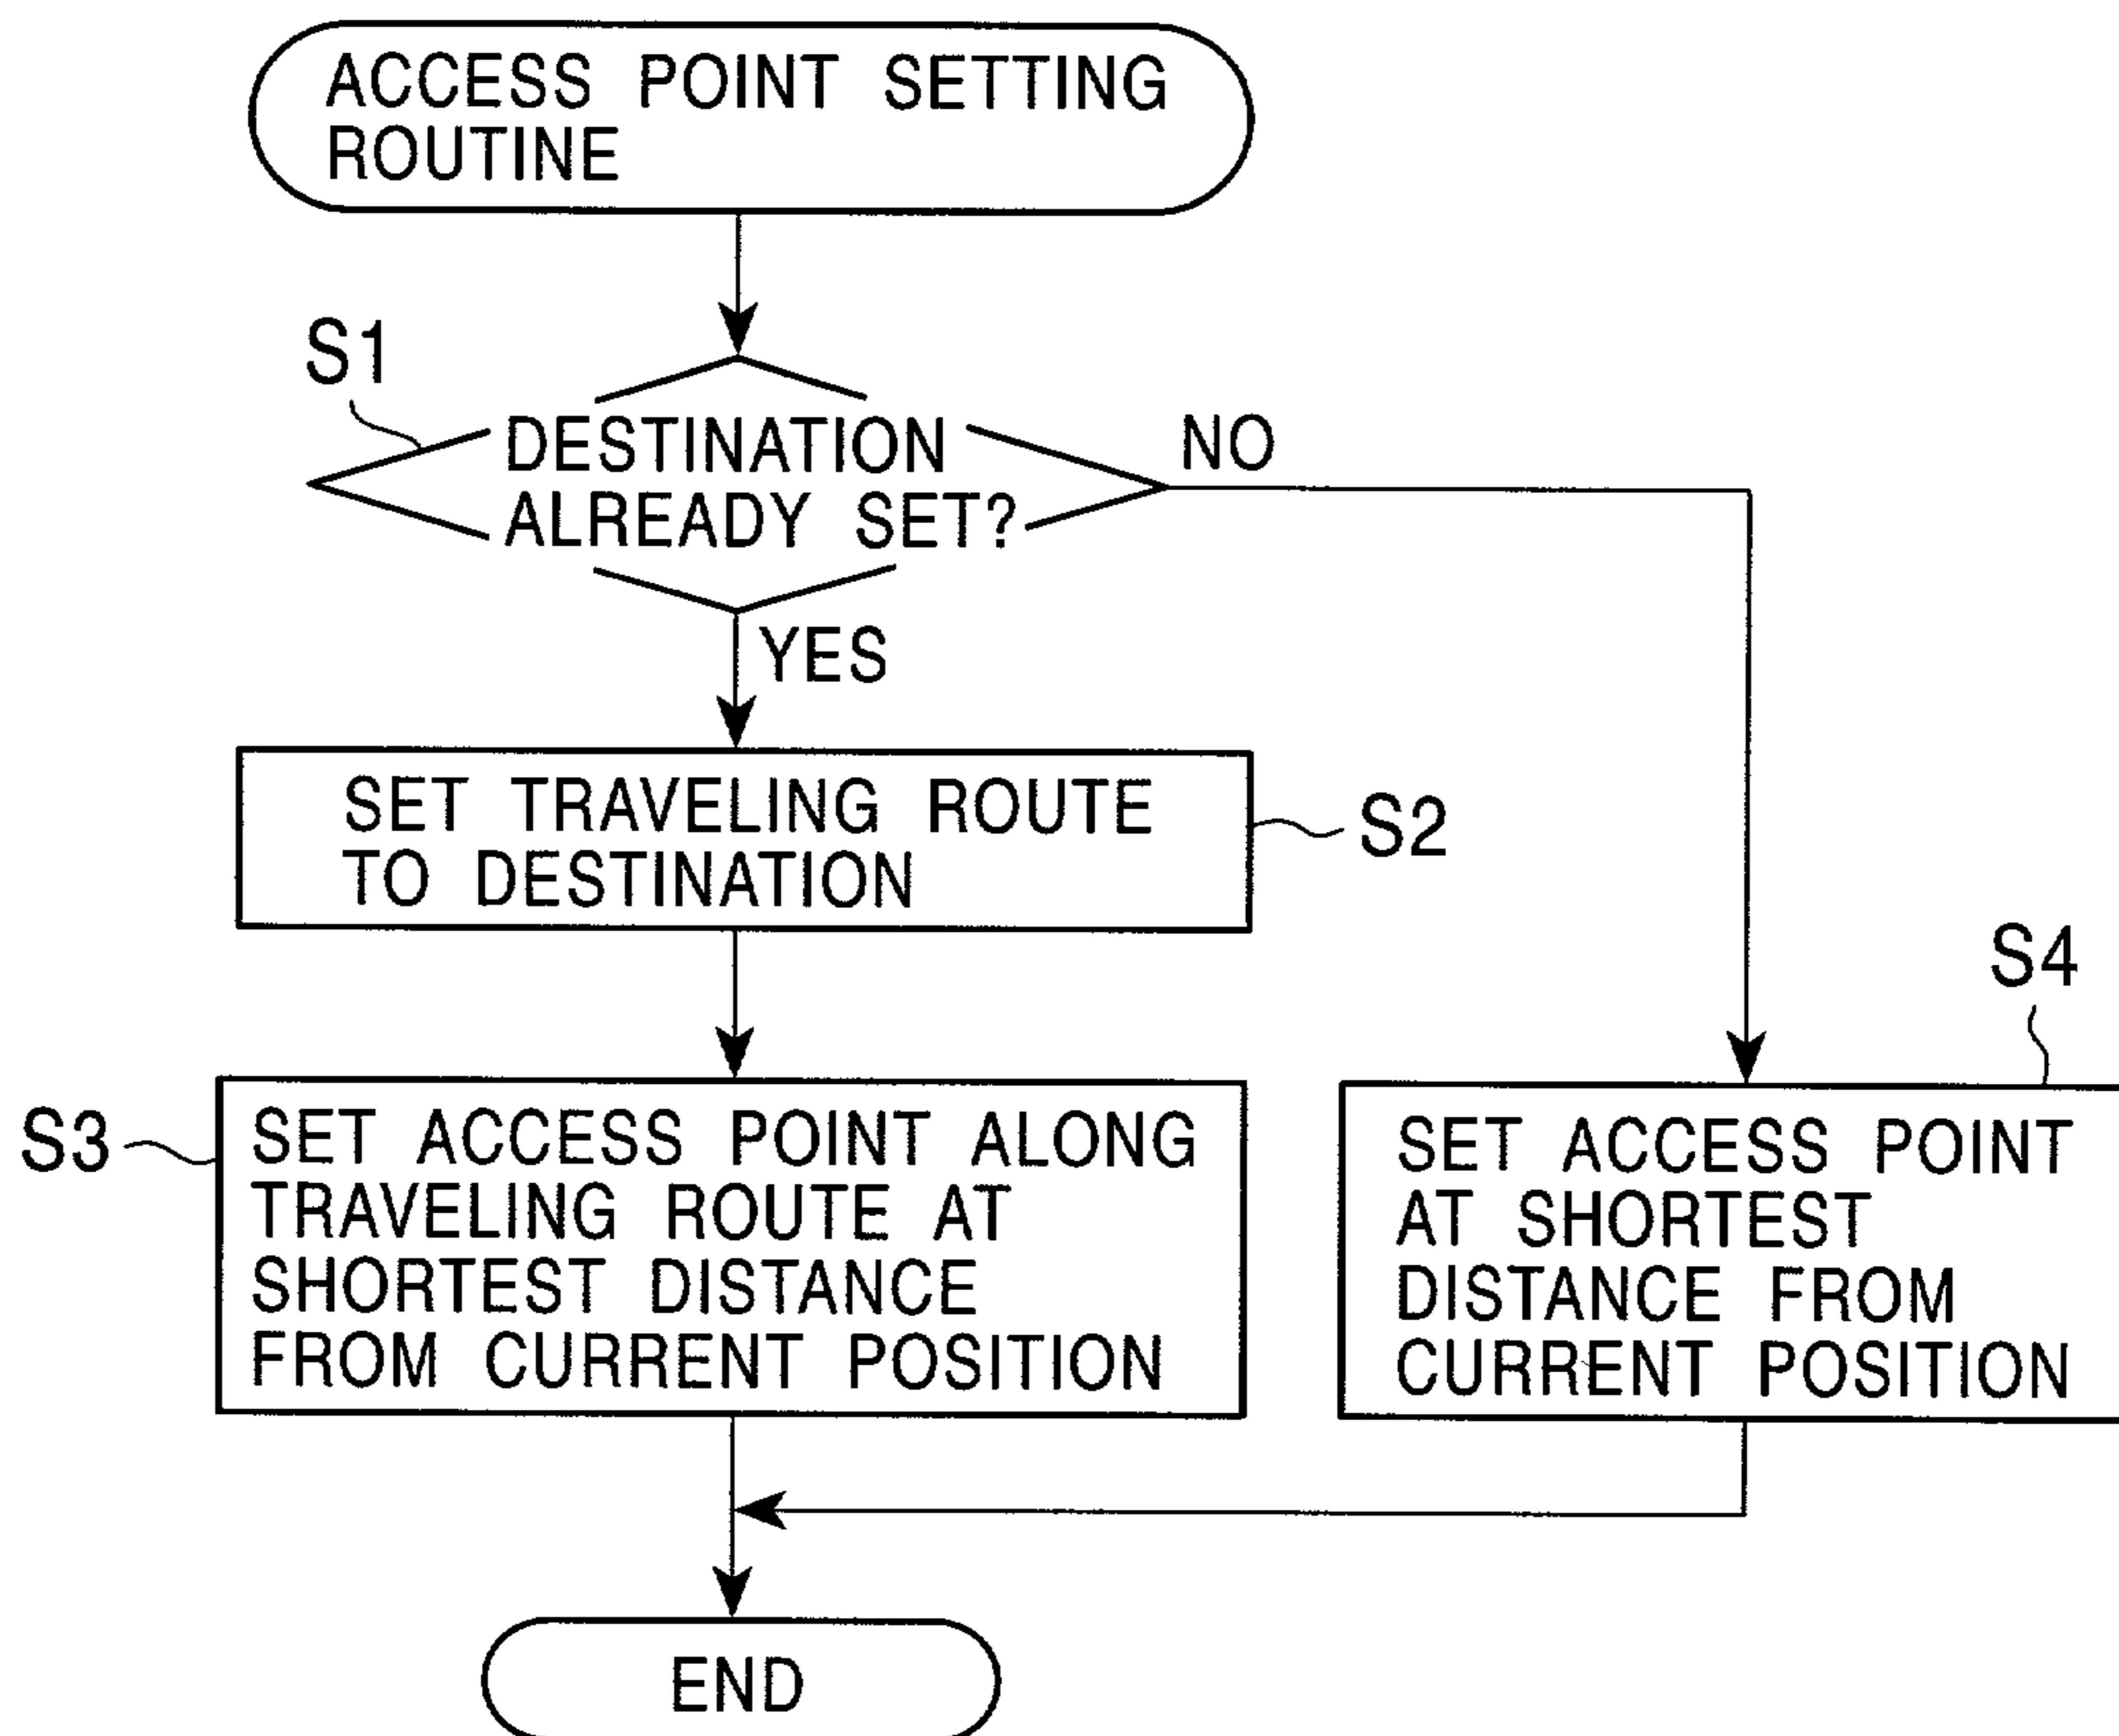 ACCESS POINT SETTING
ROUTINE
S1
DESTINATION
ALREADY SET?
NO
YES
SET TRAVELING ROUTE
TO DESTINATION
S2
S3
SET ACCESS POINT ALONG
TRAVELING ROUTE AT
SHORTEST DISTANCE
FROM CURRENT POSITION
S4
SET ACCESS POINT
AT SHORTEST
DISTANCE FROM
CURRENT POSITION
END